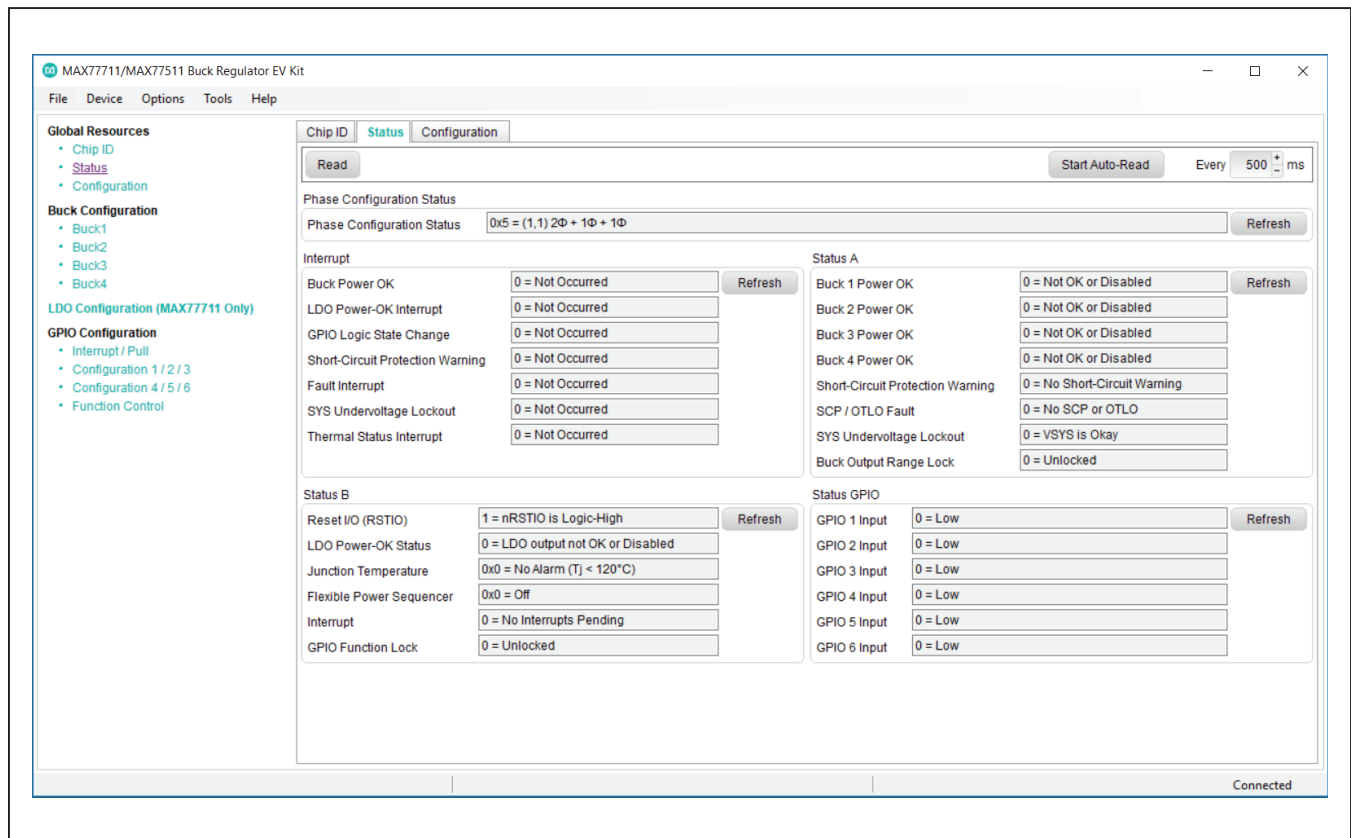 MAX77711/MAX77511 Buck Regulator EV Kit
File Device Options Tools Help
Global Resources
• Chip ID
• Status
• Configuration
Buck Configuration
• Buck1
• Buck2
• Buck3
• Buck4
LDO Configuration (MAX77711 Only)
GPIO Configuration
• Interrupt / Pull
• Configuration 1 / 2 / 3
• Configuration 4 / 5 / 6
• Function Control
Chip ID Status Configuration
Read Start Auto-Read Every 500 + - ms
Phase Configuration Status
Phase Configuration Status 0x5 = (1,1) 2Φ + 1Φ + 1Φ Refresh
Interrupt
Buck Power OK 0 = Not Occurred Refresh
LDO Power-OK Interrupt 0 = Not Occurred
GPIO Logic State Change 0 = Not Occurred
Short-Circuit Protection Warning 0 = Not Occurred
Fault Interrupt 0 = Not Occurred
SYS Undervoltage Lockout 0 = Not Occurred
Thermal Status Interrupt 0 = Not Occurred
Status A
Buck 1 Power OK 0 = Not OK or Disabled Refresh
Buck 2 Power OK 0 = Not OK or Disabled
Buck 3 Power OK 0 = Not OK or Disabled
Buck 4 Power OK 0 = Not OK or Disabled
Short-Circuit Protection Warning 0 = No Short-Circuit Warning
SCP / OTLO Fault 0 = No SCP or OTLO
SYS Undervoltage Lockout 0 = VSYS is Okay
Buck Output Range Lock 0 = Unlocked
Status B
Reset I/O (RSTIO) 1 = nRSTIO is Logic-High Refresh
LDO Power-OK Status 0 = LDO output not OK or Disabled
Junction Temperature 0x0 = No Alarm (Tj < 120°C)
Flexible Power Sequencer 0x0 = Off
Interrupt 0 = No Interrupts Pending
GPIO Function Lock 0 = Unlocked
Status GPIO
GPIO 1 Input 0 = Low Refresh
GPIO 2 Input 0 = Low
GPIO 3 Input 0 = Low
GPIO 4 Input 0 = Low
GPIO 5 Input 0 = Low
GPIO 6 Input 0 = Low
Connected